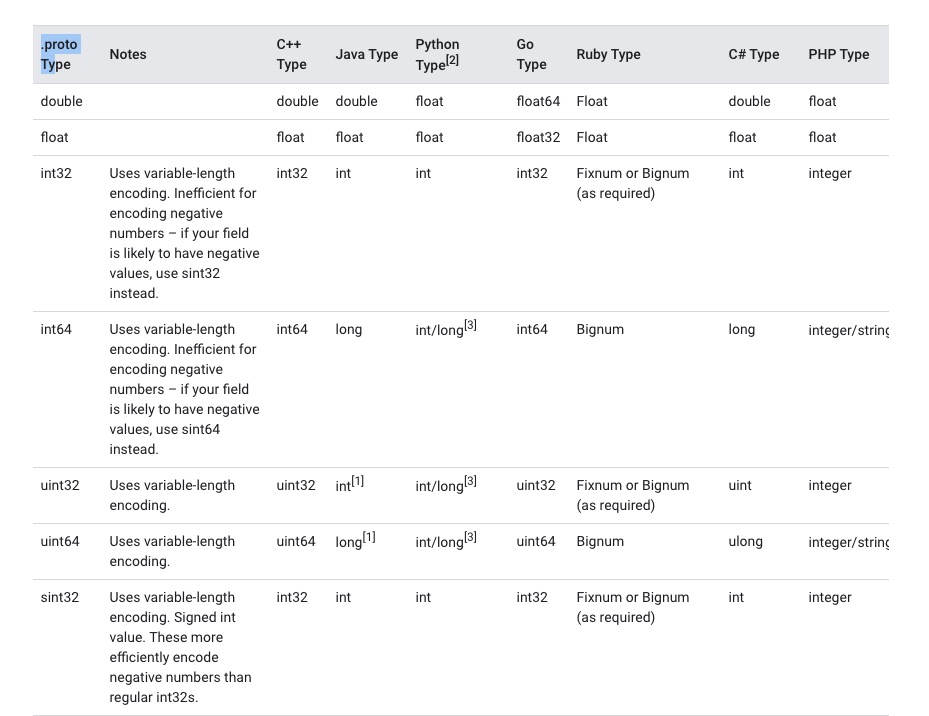 .proto Type | Notes | C++ Type | Java Type | Python Type[2] | Go Type | Ruby Type | C# Type | PHP Type
double | | double | double | float | float64 | Float | double | float
float | | float | float | float | float32 | Float | float | float
int32 | Uses variable-length encoding. Inefficient for encoding negative numbers – if your field is likely to have negative values, use sint32 instead. | int32 | int | int | int32 | Fixnum or Bignum (as required) | int | integer
int64 | Uses variable-length encoding. Inefficient for encoding negative numbers – if your field is likely to have negative values, use sint64 instead. | int64 | long | int/long[3] | int64 | Bignum | long | integer/string
uint32 | Uses variable-length encoding. | uint32 | int[1] | int/long[3] | uint32 | Fixnum or Bignum (as required) | uint | integer
uint64 | Uses variable-length encoding. | uint64 | long[1] | int/long[3] | uint64 | Bignum | ulong | integer/string
sint32 | Uses variable-length encoding. Signed int value. These more efficiently encode negative numbers than regular int32s. | int32 | int | int | int32 | Fixnum or Bignum (as required) | int | integer